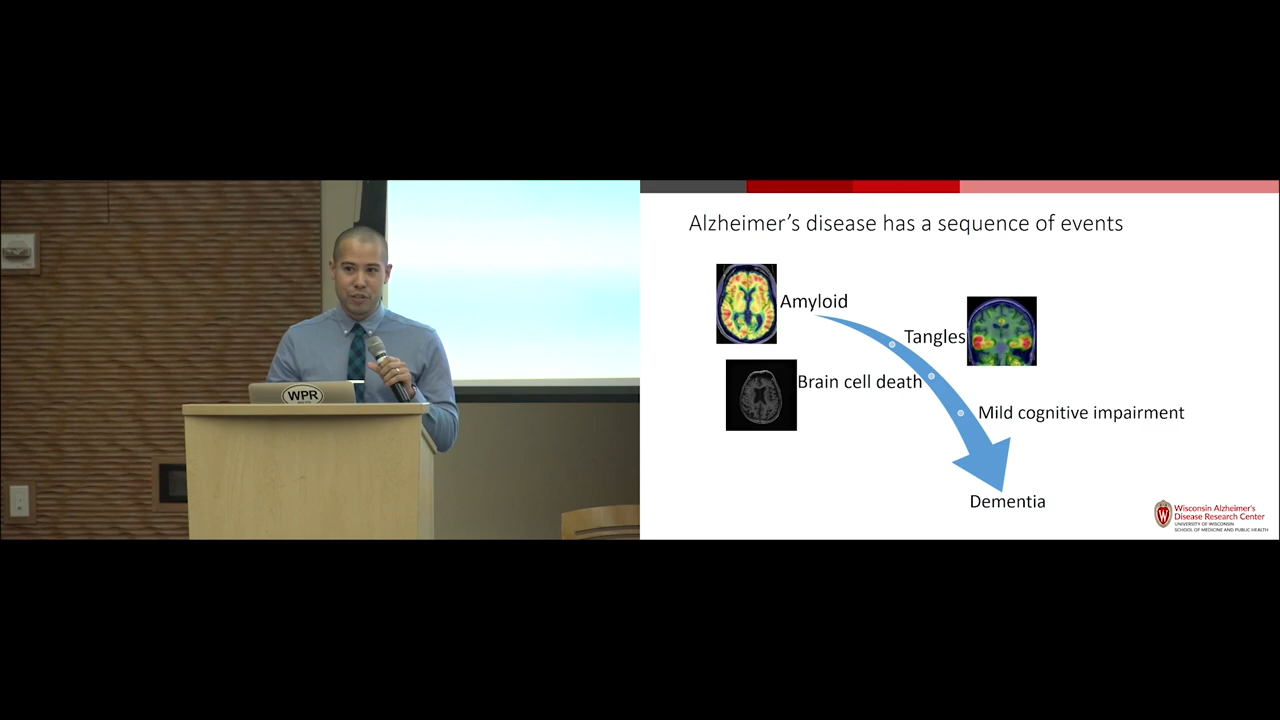 WPR
Alzheimer’s disease has a sequence of events
Amyloid
Tangles
Brain cell death
Mild cognitive impairment
Dementia
W
Wisconsin Alzheimer's
Disease Research Center
UNIVERSITY OF WISCONSIN
SCHOOL OF MEDICINE AND PUBLIC HEALTH